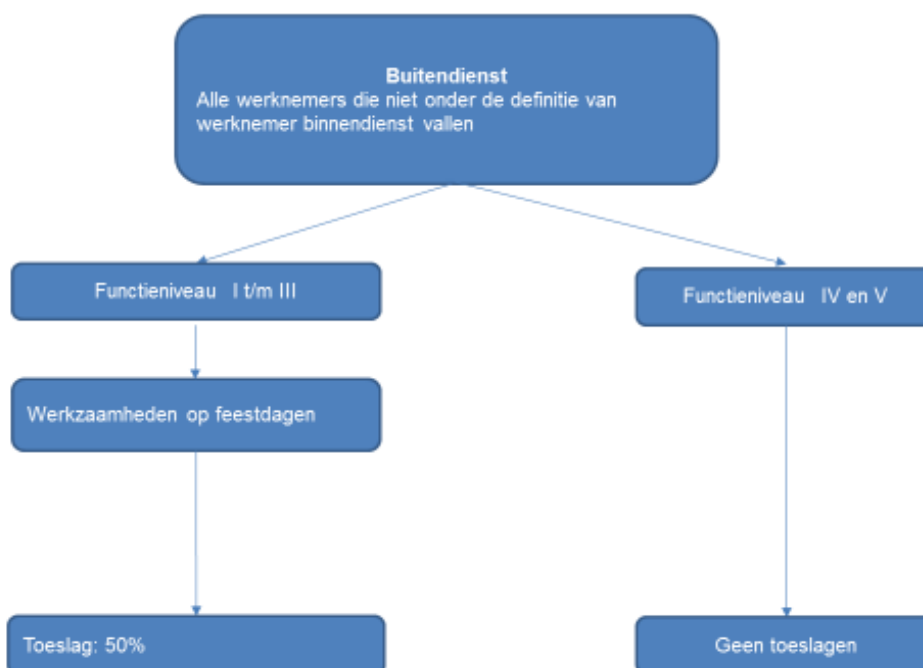 Buitendienst
Alle werknemers die niet onder de definitie van
werknemer binnendienst vallen
Functieniveau I t/m III
Functieniveau IV en V
Werkzaamheden op feestdagen
Toeslag: 50%
Geen toeslagen